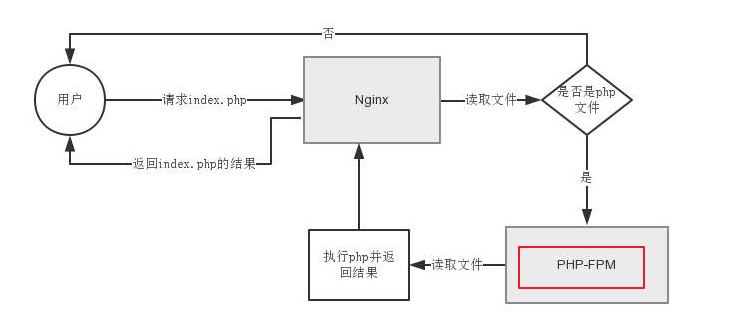 否
用户
请求index.php
Nginx
读取文件
是否是php
文件
返回index.php的结果
是
执行php并返
回结果
读取文件
PHP-FPM